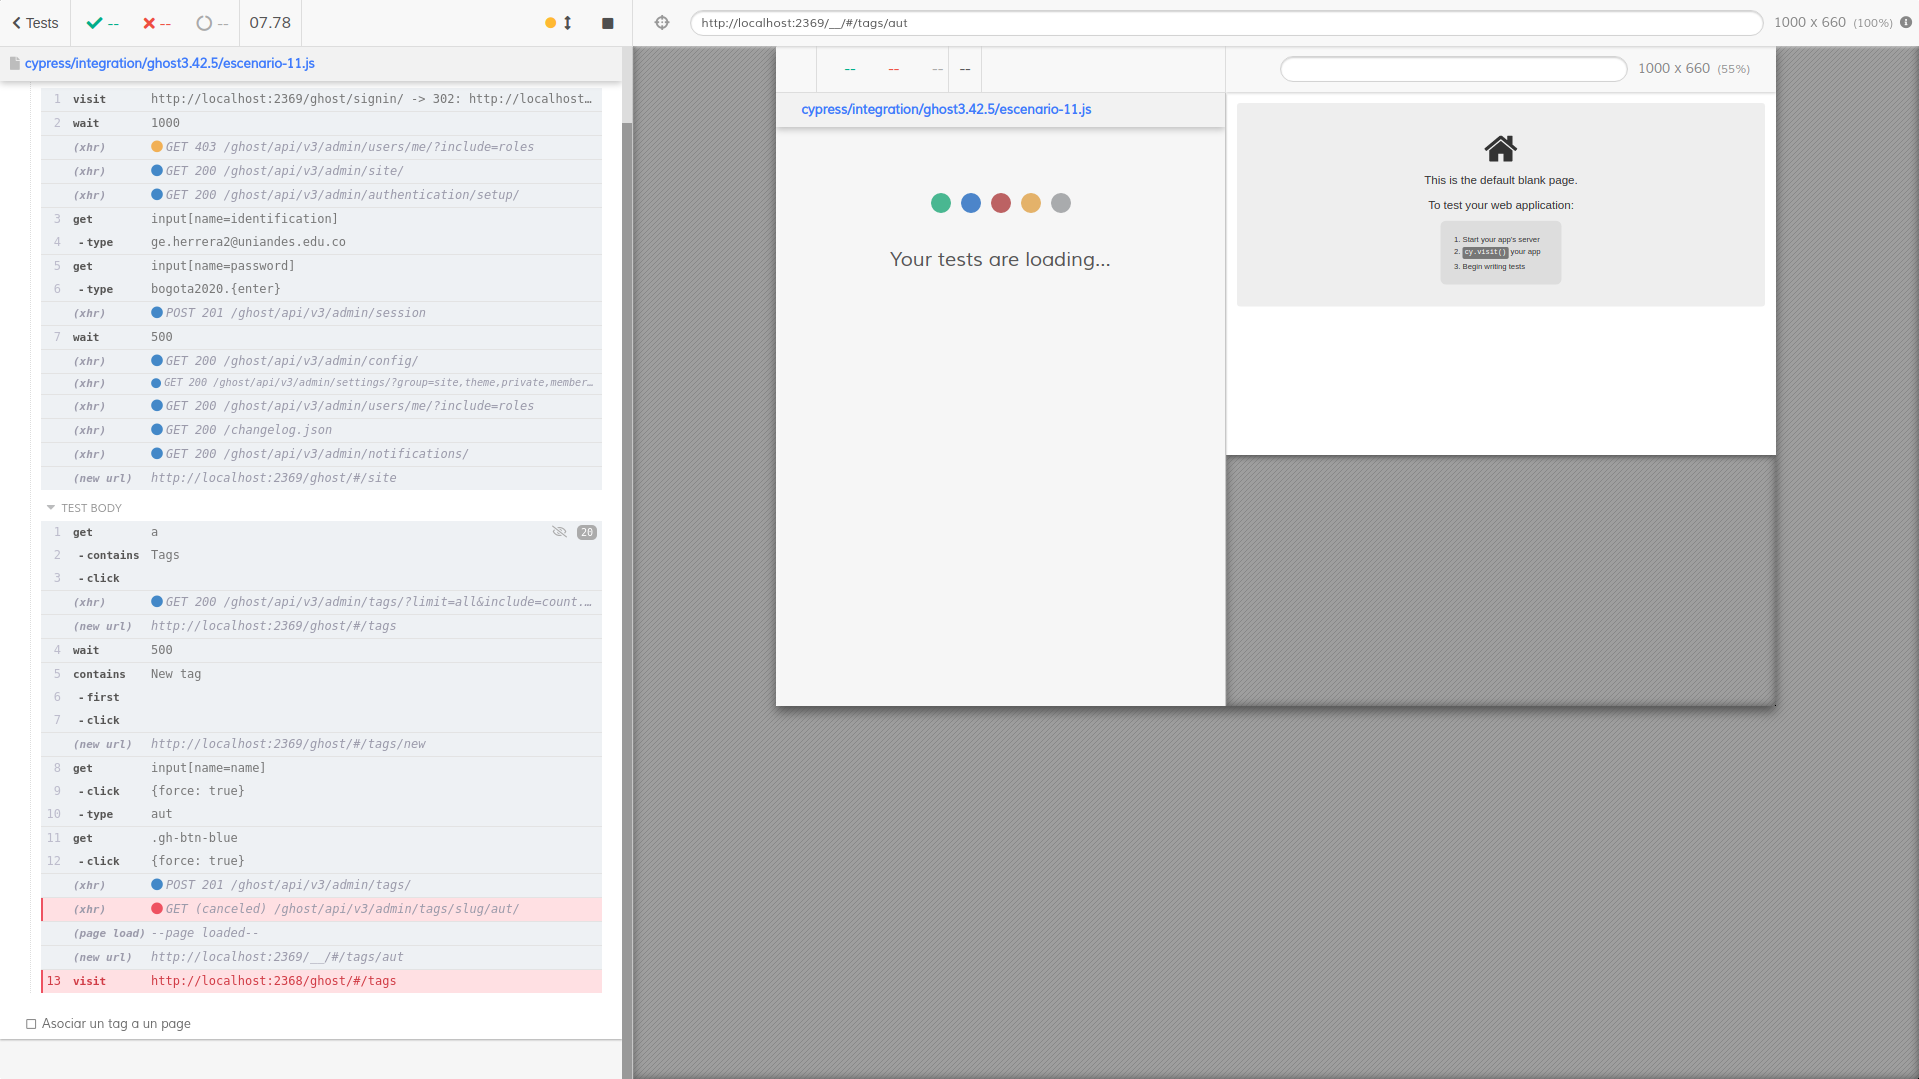 Tests -- -- -- 07.78
http://localhost:2369/__/#/tags/aut 1000 x 660 (100%)
cypress/integration/ghost3.42.5/escenario-11.js
1 visit http://localhost:2369/ghost/signin/ -> 302: http://localhost…
2 wait 1000
(xhr) GET 403 /ghost/api/v3/admin/users/me/?include=roles
(xhr) GET 200 /ghost/api/v3/admin/site/
(xhr) GET 200 /ghost/api/v3/admin/authentication/setup/
3 get input[name=identification]
4 -type ge.herrera2@uniandes.edu.co
5 get input[name=password]
6 -type bogota2020.{enter}
(xhr) POST 201 /ghost/api/v3/admin/session
7 wait 500
(xhr) GET 200 /ghost/api/v3/admin/config/
(xhr) GET 200 /ghost/api/v3/admin/settings/?group=site,theme,private,member…
(xhr) GET 200 /ghost/api/v3/admin/users/me/?include=roles
(xhr) GET 200 /changelog.json
(xhr) GET 200 /ghost/api/v3/admin/notifications/
(new url) http://localhost:2369/ghost/#/site
TEST BODY
1 get a 20
2 -contains Tags
3 -click
(xhr) GET 200 /ghost/api/v3/admin/tags/?limit=all&include=count.…
(new url) http://localhost:2369/ghost/#/tags
4 wait 500
5 contains New tag
6 -first
7 -click
(new url) http://localhost:2369/ghost/#/tags/new
8 get input[name=name]
9 -click {force: true}
10 -type aut
11 get .gh-btn-blue
12 -click {force: true}
(xhr) POST 201 /ghost/api/v3/admin/tags/
(xhr) GET (canceled) /ghost/api/v3/admin/tags/slug/aut/
(page load) --page loaded--
(new url) http://localhost:2369/__/#/tags/aut
13 visit http://localhost:2368/ghost/#/tags
Asociar un tag a un page
-- -- -- --
1000 x 660 (55%)
cypress/integration/ghost3.42.5/escenario-11.js
Your tests are loading...
This is the default blank page.
To test your web application:
1. Start your app's server
2. cy.visit() your app
3. Begin writing tests